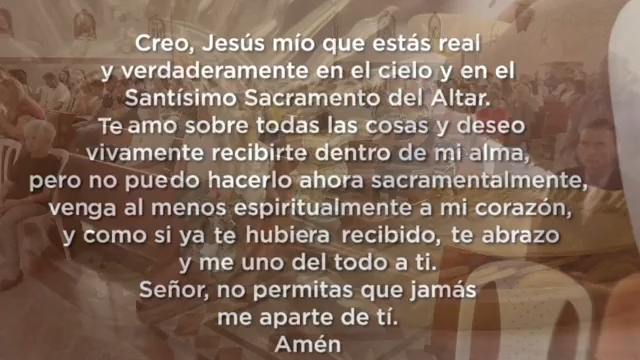 Creo, Jesús mío que estás real
y verdaderamente en el cielo y en el
Santísimo Sacramento del Altar.
Te amo sobre todas las cosas y deseo
vivamente recibirte dentro de mi alma,
pero no puedo hacerlo ahora sacramentalmente,
venga al menos espiritualmente a mi corazón,
y como si ya te hubiera recibido, te abrazo
y me uno del todo a ti.
Señor, no permitas que jamás
me aparte de tí.
Amén